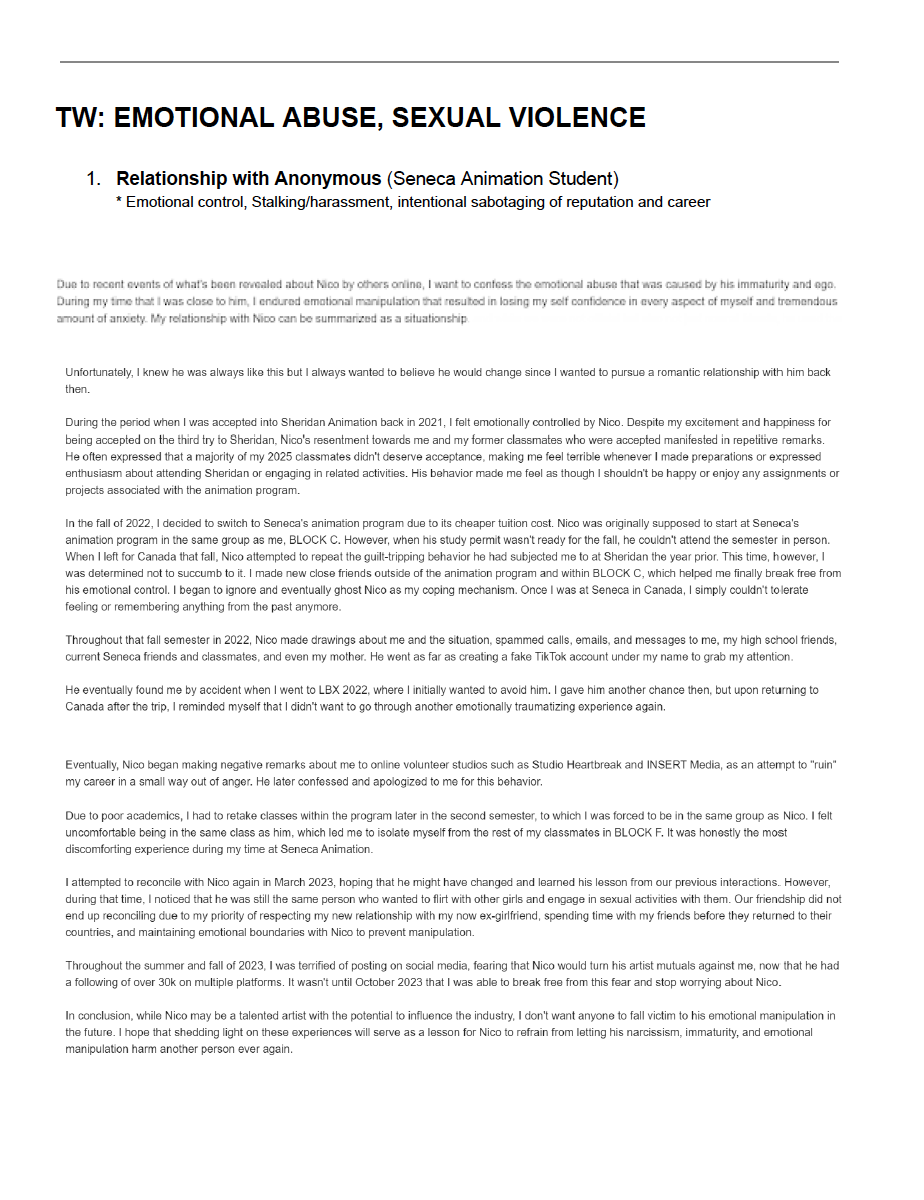 TW: EMOTIONAL ABUSE, SEXUAL VIOLENCE
1. Relationship with Anonymous (Seneca Animation Student)
* Emotional control, Stalking/harassment, intentional sabotaging of reputation and career
Due to recent events of what's been revealed about Nico by others online, I want to confess the emotional abuse that was caused by his immaturity and ego.
During my time that I was close to him, I endured emotional manipulation that resulted in losing my self confidence in every aspect of myself and tremendous
amount of anxiety. My relationship with Nico can be summarized as a situationship.
Unfortunately, I knew he was always like this but I always wanted to believe he would change since I wanted to pursue a romantic relationship with him back
then.
During the period when I was accepted into Sheridan Animation back in 2021, I felt emotionally controlled by Nico. Despite my excitement and happiness for
being accepted on the third try to Sheridan, Nico's resentment towards me and my former classmates who were accepted manifested in repetitive remarks.
He often expressed that a majority of my 2025 classmates didn't deserve acceptance, making me feel terrible whenever I made preparations or expressed
enthusiasm about attending Sheridan or engaging in related activities. His behavior made me feel as though I shouldn't be happy or enjoy any assignments or
projects associated with the animation program.
In the fall of 2022, I decided to switch to Seneca's animation program due to its cheaper tuition cost. Nico was originally supposed to start at Seneca's
animation program in the same group as me, BLOCK C. However, when his study permit wasn't ready for the fall, he couldn't attend the semester in person.
When I left for Canada that fall, Nico attempted to repeat the guilt-tripping behavior he had subjected me to at Sheridan the year prior. This time, however, I
was determined not to succumb to it. I made new close friends outside of the animation program and within BLOCK C, which helped me finally break free from
his emotional control. I began to ignore and eventually ghost Nico as my coping mechanism. Once I was at Seneca in Canada, I simply couldn't tolerate
feeling or remembering anything from the past anymore.
Throughout that fall semester in 2022, Nico made drawings about me and the situation, spammed calls, emails, and messages to me, my high school friends,
current Seneca friends and classmates, and even my mother. He went as far as creating a fake TikTok account under my name to grab my attention.
He eventually found me by accident when I went to LBX 2022, where I initially wanted to avoid him. I gave him another chance then, but upon returning to
Canada after the trip, I reminded myself that I didn't want to go through another emotionally traumatizing experience again.
Eventually, Nico began making negative remarks about me to online volunteer studios such as Studio Heartbreak and INSERT Media, as an attempt to "ruin"
my career in a small way out of anger. He later confessed and apologized to me for this behavior.
Due to poor academics, I had to retake classes within the program later in the second semester, to which I was forced to be in the same group as Nico. I felt
uncomfortable being in the same class as him, which led me to isolate myself from the rest of my classmates in BLOCK F. It was honestly the most
discomforting experience during my time at Seneca Animation.
I attempted to reconcile with Nico again in March 2023, hoping that he might have changed and learned his lesson from our previous interactions. However,
during that time, I noticed that he was still the same person who wanted to flirt with other girls and engage in sexual activities with them. Our friendship did not
end up reconciling due to my priority of respecting my new relationship with my now ex-girlfriend, spending time with my friends before they returned to their
countries, and maintaining emotional boundaries with Nico to prevent manipulation.
Throughout the summer and fall of 2023, I was terrified of posting on social media, fearing that Nico would turn his artist mutuals against me, now that he had
a following of over 30k on multiple platforms. It wasn't until October 2023 that I was able to break free from this fear and stop worrying about Nico.
In conclusion, while Nico may be a talented artist with the potential to influence the industry, I don't want anyone to fall victim to his emotional manipulation in
the future. I hope that shedding light on these experiences will serve as a lesson for Nico to refrain from letting his narcissism, immaturity, and emotional
manipulation harm another person ever again.